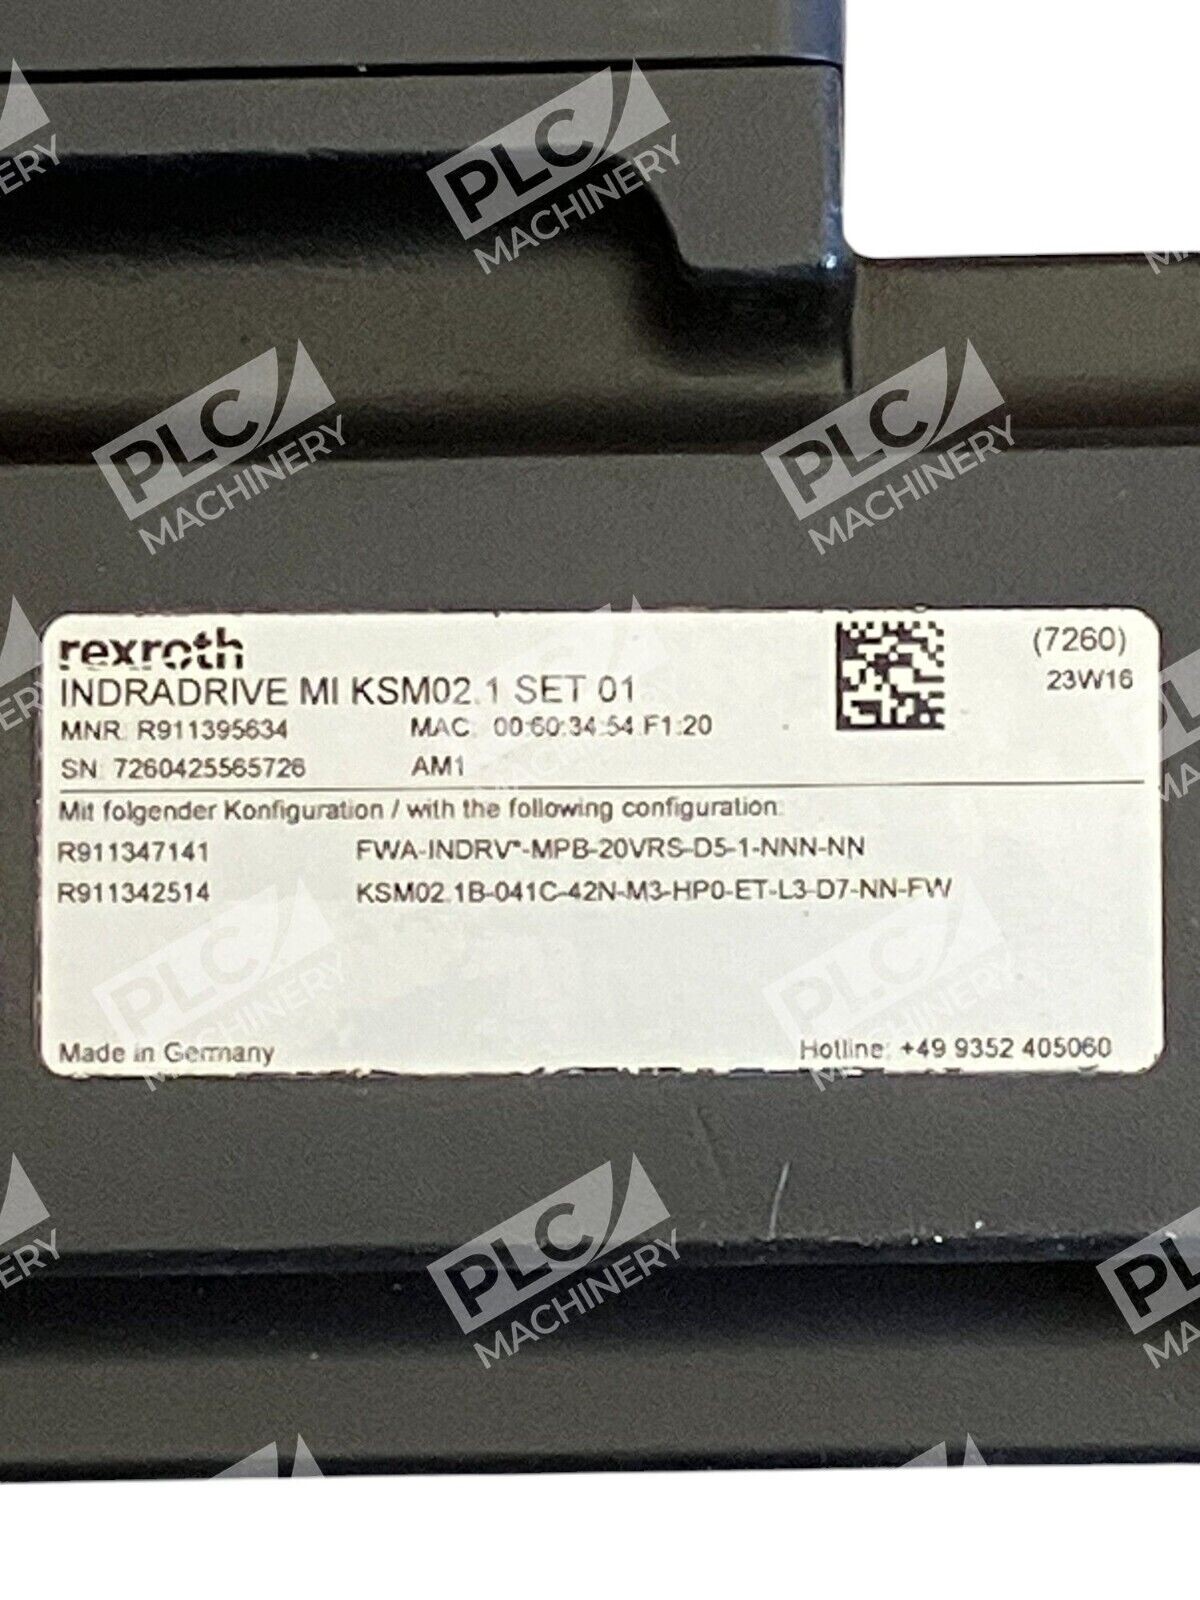 rexroth
(7260)
INDRADRIVE MI KSM02.1 SET 01
23W16
MNR: R911395634 MAC: 00:60:34:54:F1:20
SN: 7260425565726 AM1
Mit folgender Konfiguration / with the following configuration:
R911347141 FWA-INDRV*-MPB-20VRS-D5-1-NNN-NN
R911342514 KSM02.1B-041C-42N-M3-HP0-ET-L3-D7-NN-FW
Made in Germany Hotline: +49 9352 405060
PLC
MACHINERY